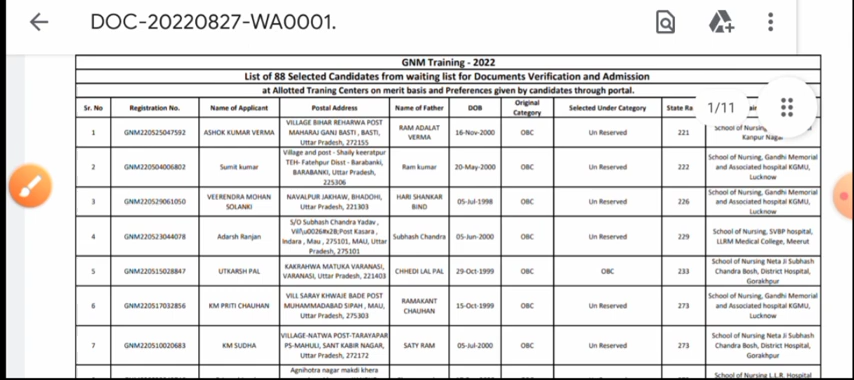 DOC-20220827-WA0001.
GNM Training - 2022
List of 88 Selected Candidates from waiting list for Documents Verification and Admission
at Allotted Traning Centers on merit basis and Preferences given by candidates through portal.
Sr. No Registration No. Name of Applicant Postal Address Name of Father DOB Original Category Selected Under Category State Ra
1/11
1 GNM220525047592 ASHOK KUMAR VERMA VILLAGE BIHAR REHARWA POST MAHARAJ GANJ BASTI , BASTI, Uttar Pradesh, 272155 RAM ADALAT VERMA 16-Nov-2000 OBC Un Reserved 221 School of Nursing, Kanpur Nagar
2 GNM220504006802 Sumit kumar Village and post - Shaily keeratpur TEH- Fatehpur Disst - Barabanki, BARABANKI, Uttar Pradesh, 225306 Ram kumar 20-May-2000 OBC Un Reserved 222 School of Nursing, Gandhi Memorial and Associated hospital KGMU, Lucknow
3 GNM220529061050 VEERENDRA MOHAN SOLANKI NAVALPUR JAKHAW, BHADOHI, Uttar Pradesh, 221303 HARI SHANKAR BIND 05-Jul-1998 OBC Un Reserved 226 School of Nursing, Gandhi Memorial and Associated hospital KGMU, Lucknow
4 GNM220523044078 Adarsh Ranjan S/O Subhash Chandra Yadav , Vill\u0026#x2B;Post Kasara , Indara , Mau , 275101, MAU, Uttar Pradesh, 275101 Subhash Chandra 05-Jun-2000 OBC Un Reserved 229 School of Nursing, SVBP hospital, LLRM Medical College, Meerut
5 GNM220515028847 UTKARSH PAL KAKRAHWA MATUKA VARANASI, VARANASI, Uttar Pradesh, 221403 CHHEDI LAL PAL 29-Oct-1999 OBC OBC 233 School of Nursing Neta Ji Subhash Chandra Bosh, District Hospital, Gorakhpur
6 GNM220517032856 KM PRITI CHAUHAN VILL SARAY KHWAJE BADE POST MUHAMMADABAD SIPAH , MAU, Uttar Pradesh, 275303 RAMAKANT CHAUHAN 15-Oct-1999 OBC Un Reserved 273 School of Nursing, Gandhi Memorial and Associated hospital KGMU, Lucknow
7 GNM220510020683 KM SUDHA VILLAGE-NATWA POST-TARAYAPAR PS-MAHULI, SANT KABIR NAGAR, Uttar Pradesh, 272172 SATY RAM 05-Jul-2000 OBC Un Reserved 273 School of Nursing Neta Ji Subhash Chandra Bosh, District Hospital, Gorakhpur
Agnihotra nagar makdi khera School of Nursing L.L.R. Hospital